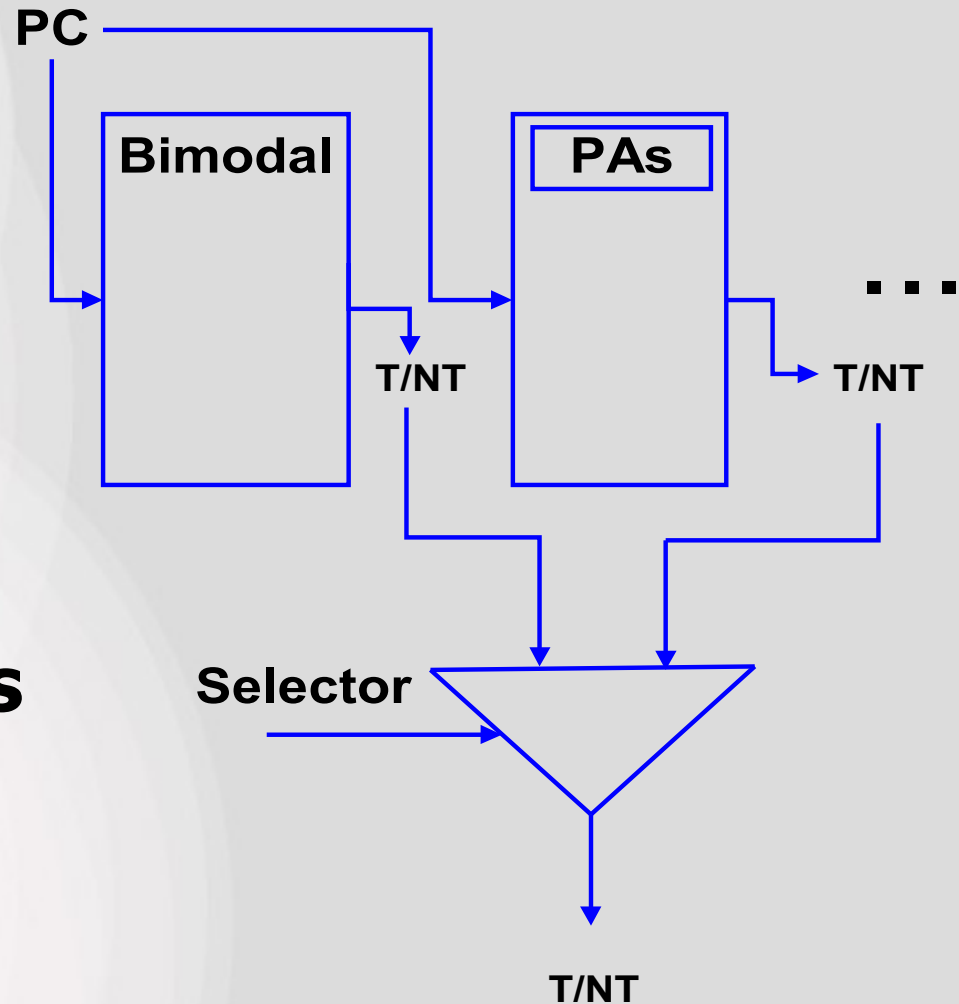 PC
Bimodal
PAs
...
T/NT
T/NT
s
Selector
T/NT